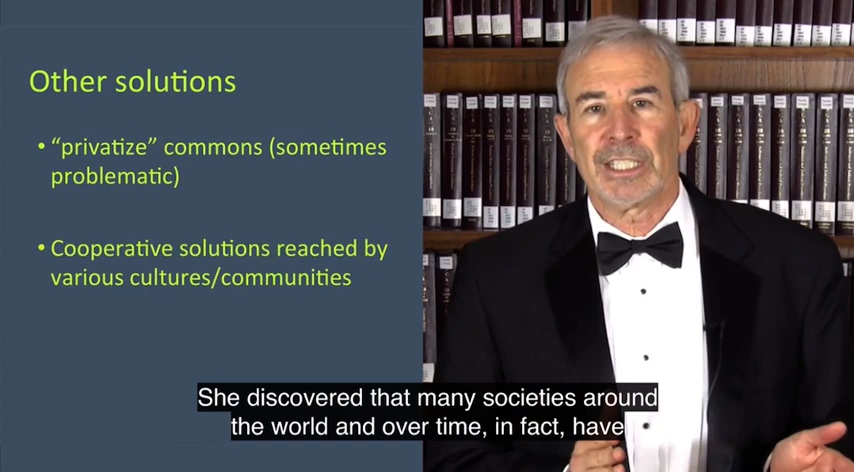 Other solutions
• “privatize” commons (sometimes
problematic)
• Cooperative solutions reached by
various cultures/communities
She discovered that many societies around
the world and over time, in fact, have